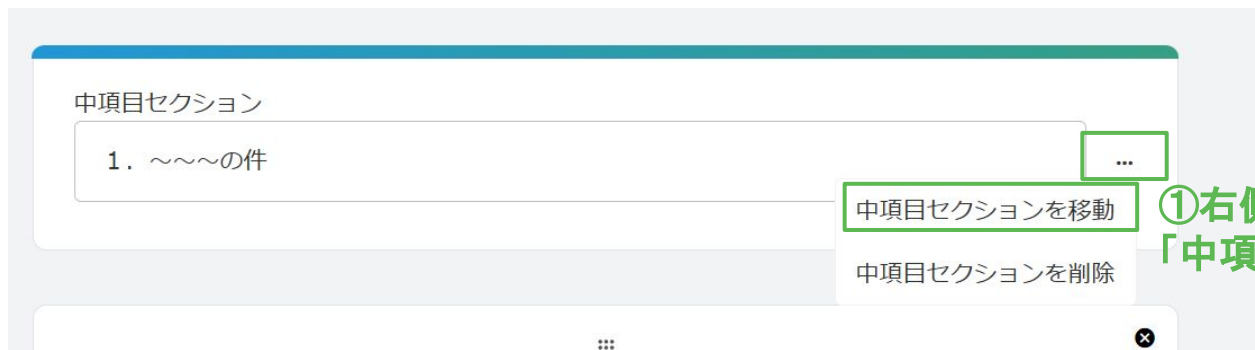 中項目セクション
1. ～～～の件
…
中項目セクションを移動
中項目セクションを削除
①右側
「中項